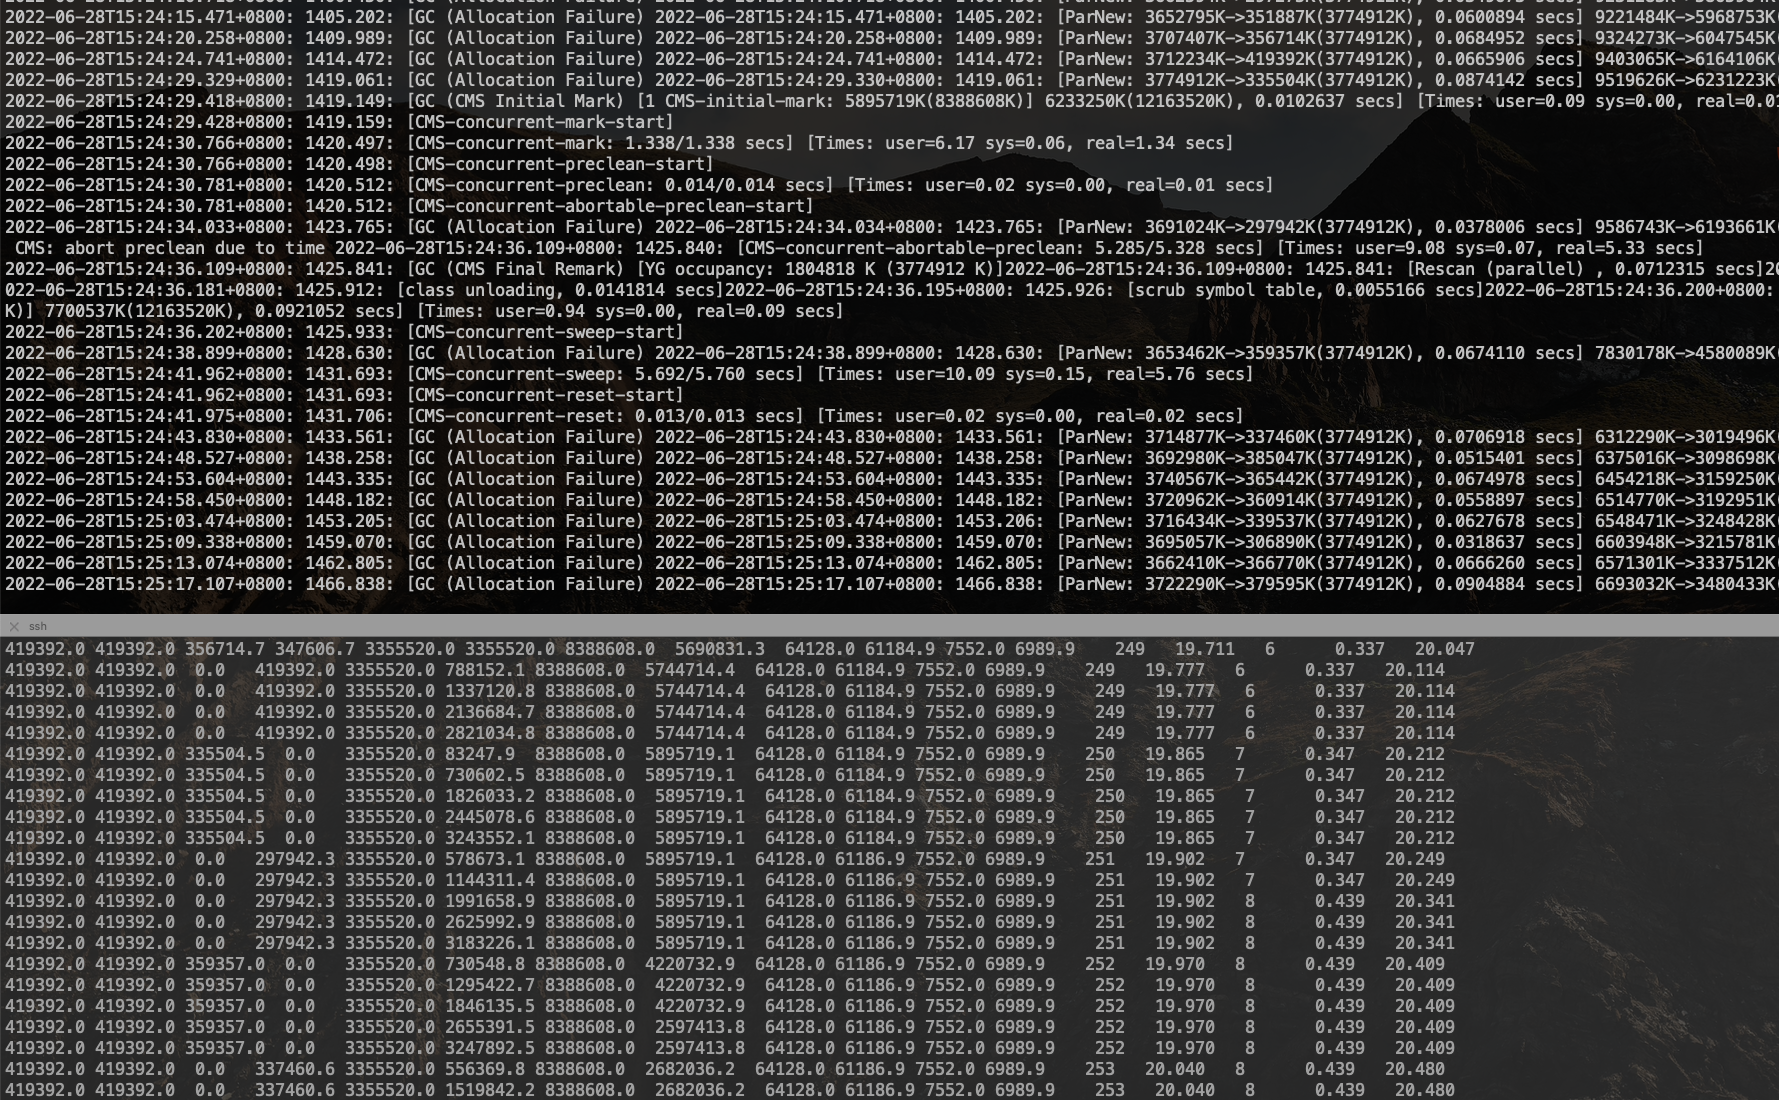 2022-06-28T15:24:15.471+0800: 1405.202: [GC (Allocation Failure) 2022-06-28T15:24:15.471+0800: 1405.202: [ParNew: 3652795K->351887K(3774912K), 0.0600894 secs] 9221484K->5968753K(
2022-06-28T15:24:20.258+0800: 1409.989: [GC (Allocation Failure) 2022-06-28T15:24:20.258+0800: 1409.989: [ParNew: 3707407K->356714K(3774912K), 0.0684952 secs] 9324273K->6047545K(
2022-06-28T15:24:24.741+0800: 1414.472: [GC (Allocation Failure) 2022-06-28T15:24:24.741+0800: 1414.472: [ParNew: 3712234K->419392K(3774912K), 0.0665906 secs] 9403065K->6164106K(
2022-06-28T15:24:29.329+0800: 1419.061: [GC (Allocation Failure) 2022-06-28T15:24:29.330+0800: 1419.061: [ParNew: 3774912K->335504K(3774912K), 0.0874142 secs] 9519626K->6231223K(
2022-06-28T15:24:29.418+0800: 1419.149: [GC (CMS Initial Mark) [1 CMS-initial-mark: 5895719K(8388608K)] 6233250K(12163520K), 0.0102637 secs] [Times: user=0.09 sys=0.00, real=0.01
2022-06-28T15:24:29.428+0800: 1419.159: [CMS-concurrent-mark-start]
2022-06-28T15:24:30.766+0800: 1420.497: [CMS-concurrent-mark: 1.338/1.338 secs] [Times: user=6.17 sys=0.06, real=1.34 secs]
2022-06-28T15:24:30.766+0800: 1420.498: [CMS-concurrent-preclean-start]
2022-06-28T15:24:30.781+0800: 1420.512: [CMS-concurrent-preclean: 0.014/0.014 secs] [Times: user=0.02 sys=0.00, real=0.01 secs]
2022-06-28T15:24:30.781+0800: 1420.512: [CMS-concurrent-abortable-preclean-start]
2022-06-28T15:24:34.033+0800: 1423.765: [GC (Allocation Failure) 2022-06-28T15:24:34.034+0800: 1423.765: [ParNew: 3691024K->297942K(3774912K), 0.0378006 secs] 9586743K->6193661K(
CMS: abort preclean due to time 2022-06-28T15:24:36.109+0800: 1425.840: [CMS-concurrent-abortable-preclean: 5.285/5.328 secs] [Times: user=9.08 sys=0.07, real=5.33 secs]
2022-06-28T15:24:36.109+0800: 1425.841: [GC (CMS Final Remark) [YG occupancy: 1804818 K (3774912 K)]2022-06-28T15:24:36.109+0800: 1425.841: [Rescan (parallel) , 0.0712315 secs]20
022-06-28T15:24:36.181+0800: 1425.912: [class unloading, 0.0141814 secs]2022-06-28T15:24:36.195+0800: 1425.926: [scrub symbol table, 0.0055166 secs]2022-06-28T15:24:36.200+0800:
K)] 7700537K(12163520K), 0.0921052 secs] [Times: user=0.94 sys=0.00, real=0.09 secs]
2022-06-28T15:24:36.202+0800: 1425.933: [CMS-concurrent-sweep-start]
2022-06-28T15:24:38.899+0800: 1428.630: [GC (Allocation Failure) 2022-06-28T15:24:38.899+0800: 1428.630: [ParNew: 3653462K->359357K(3774912K), 0.0674110 secs] 7830178K->4580089K(
2022-06-28T15:24:41.962+0800: 1431.693: [CMS-concurrent-sweep: 5.692/5.760 secs] [Times: user=10.09 sys=0.15, real=5.76 secs]
2022-06-28T15:24:41.962+0800: 1431.693: [CMS-concurrent-reset-start]
2022-06-28T15:24:41.975+0800: 1431.706: [CMS-concurrent-reset: 0.013/0.013 secs] [Times: user=0.02 sys=0.00, real=0.02 secs]
2022-06-28T15:24:43.830+0800: 1433.561: [GC (Allocation Failure) 2022-06-28T15:24:43.830+0800: 1433.561: [ParNew: 3714877K->337460K(3774912K), 0.0706918 secs] 6312290K->3019496K(
2022-06-28T15:24:48.527+0800: 1438.258: [GC (Allocation Failure) 2022-06-28T15:24:48.527+0800: 1438.258: [ParNew: 3692980K->385047K(3774912K), 0.0515401 secs] 6375016K->3098698K(
2022-06-28T15:24:53.604+0800: 1443.335: [GC (Allocation Failure) 2022-06-28T15:24:53.604+0800: 1443.335: [ParNew: 3740567K->365442K(3774912K), 0.0674978 secs] 6454218K->3159250K(
2022-06-28T15:24:58.450+0800: 1448.182: [GC (Allocation Failure) 2022-06-28T15:24:58.450+0800: 1448.182: [ParNew: 3720962K->360914K(3774912K), 0.0558897 secs] 6514770K->3192951K(
2022-06-28T15:25:03.474+0800: 1453.205: [GC (Allocation Failure) 2022-06-28T15:25:03.474+0800: 1453.206: [ParNew: 3716434K->339537K(3774912K), 0.0627678 secs] 6548471K->3248428K(
2022-06-28T15:25:09.338+0800: 1459.070: [GC (Allocation Failure) 2022-06-28T15:25:09.338+0800: 1459.070: [ParNew: 3695057K->306890K(3774912K), 0.0318637 secs] 6603948K->3215781K(
2022-06-28T15:25:13.074+0800: 1462.805: [GC (Allocation Failure) 2022-06-28T15:25:13.074+0800: 1462.805: [ParNew: 3662410K->366770K(3774912K), 0.0666260 secs] 6571301K->3337512K(
2022-06-28T15:25:17.107+0800: 1466.838: [GC (Allocation Failure) 2022-06-28T15:25:17.107+0800: 1466.838: [ParNew: 3722290K->379595K(3774912K), 0.0904884 secs] 6693032K->3480433K(
ssh
419392.0 419392.0 356714.7 347606.7 3355520.0 3355520.0 8388608.0 5690831.3 64128.0 61184.9 7552.0 6989.9 249 19.711 6 0.337 20.047
419392.0 419392.0 0.0 419392.0 3355520.0 788152.1 8388608.0 5744714.4 64128.0 61184.9 7552.0 6989.9 249 19.777 6 0.337 20.114
419392.0 419392.0 0.0 419392.0 3355520.0 1337120.8 8388608.0 5744714.4 64128.0 61184.9 7552.0 6989.9 249 19.777 6 0.337 20.114
419392.0 419392.0 0.0 419392.0 3355520.0 2136684.7 8388608.0 5744714.4 64128.0 61184.9 7552.0 6989.9 249 19.777 6 0.337 20.114
419392.0 419392.0 0.0 419392.0 3355520.0 2821034.8 8388608.0 5744714.4 64128.0 61184.9 7552.0 6989.9 249 19.777 6 0.337 20.114
419392.0 419392.0 335504.5 0.0 3355520.0 83247.9 8388608.0 5895719.1 64128.0 61184.9 7552.0 6989.9 250 19.865 7 0.347 20.212
419392.0 419392.0 335504.5 0.0 3355520.0 730602.5 8388608.0 5895719.1 64128.0 61184.9 7552.0 6989.9 250 19.865 7 0.347 20.212
419392.0 419392.0 335504.5 0.0 3355520.0 1826033.2 8388608.0 5895719.1 64128.0 61184.9 7552.0 6989.9 250 19.865 7 0.347 20.212
419392.0 419392.0 335504.5 0.0 3355520.0 2445078.6 8388608.0 5895719.1 64128.0 61184.9 7552.0 6989.9 250 19.865 7 0.347 20.212
419392.0 419392.0 335504.5 0.0 3355520.0 3243552.1 8388608.0 5895719.1 64128.0 61184.9 7552.0 6989.9 250 19.865 7 0.347 20.212
419392.0 419392.0 0.0 297942.3 3355520.0 578673.1 8388608.0 5895719.1 64128.0 61186.9 7552.0 6989.9 251 19.902 7 0.347 20.249
419392.0 419392.0 0.0 297942.3 3355520.0 1144311.4 8388608.0 5895719.1 64128.0 61186.9 7552.0 6989.9 251 19.902 7 0.347 20.249
419392.0 419392.0 0.0 297942.3 3355520.0 1991658.9 8388608.0 5895719.1 64128.0 61186.9 7552.0 6989.9 251 19.902 8 0.439 20.341
419392.0 419392.0 0.0 297942.3 3355520.0 2625992.9 8388608.0 5895719.1 64128.0 61186.9 7552.0 6989.9 251 19.902 8 0.439 20.341
419392.0 419392.0 0.0 297942.3 3355520.0 3183226.1 8388608.0 5895719.1 64128.0 61186.9 7552.0 6989.9 251 19.902 8 0.439 20.341
419392.0 419392.0 359357.0 0.0 3355520.0 730548.8 8388608.0 4220732.9 64128.0 61186.9 7552.0 6989.9 252 19.970 8 0.439 20.409
419392.0 419392.0 359357.0 0.0 3355520.0 1295422.7 8388608.0 4220732.9 64128.0 61186.9 7552.0 6989.9 252 19.970 8 0.439 20.409
419392.0 419392.0 359357.0 0.0 3355520.0 1846135.5 8388608.0 4220732.9 64128.0 61186.9 7552.0 6989.9 252 19.970 8 0.439 20.409
419392.0 419392.0 359357.0 0.0 3355520.0 2655391.5 8388608.0 2597413.8 64128.0 61186.9 7552.0 6989.9 252 19.970 8 0.439 20.409
419392.0 419392.0 359357.0 0.0 3355520.0 3247892.5 8388608.0 2597413.8 64128.0 61186.9 7552.0 6989.9 252 19.970 8 0.439 20.409
419392.0 419392.0 0.0 337460.6 3355520.0 556369.8 8388608.0 2682036.2 64128.0 61186.9 7552.0 6989.9 253 20.040 8 0.439 20.480
419392.0 419392.0 0.0 337460.6 3355520.0 1519842.2 8388608.0 2682036.2 64128.0 61186.9 7552.0 6989.9 253 20.040 8 0.439 20.480